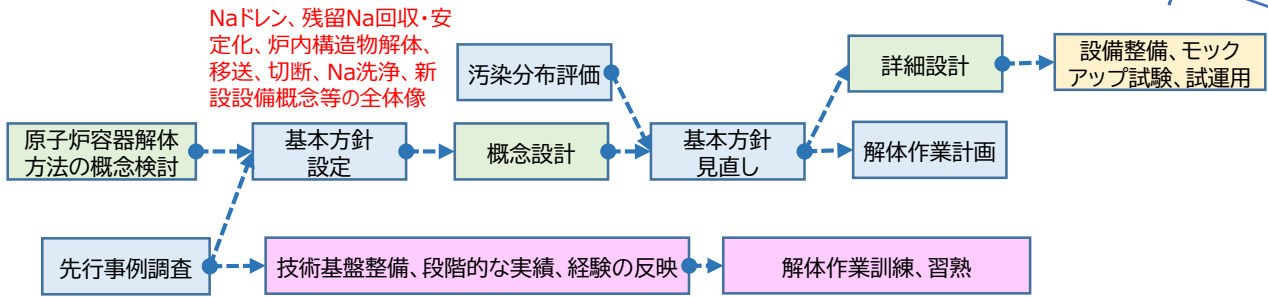 Naドレン、残留Na回収・安
定化、炉内構造物解体、
移送、切断、Na洗浄、新
設設備概念等の全体像
汚染分布評価
詳細設計
設備整備、モック
アップ試験、試運用
原子炉容器解体
方法の概念検討
基本方針
設定
概念設計
基本方針
見直し
解体作業計画
先行事例調査
技術基盤整備、段階的な実績、経験の反映
解体作業訓練、習熟